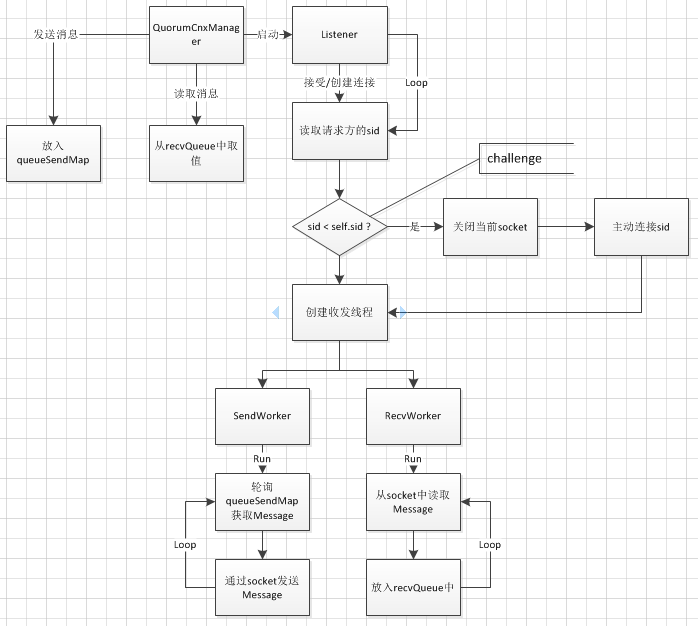 QuorumCnxManag
er
发送消息
启动
Listener
读取消息
接受/创建连接
Loop
放入
queueSendMap
从recvQueue中取
值
读取请求方的sid
challenge
sid < self.sid ?
是
关闭当前socket
主动连接sid
创建收发线程
SendWorker
RecvWorker
Run
Run
轮询
queueSendMap
获取Message
从socket中读取
Message
Loop
Loop
通过socket发送
Message
放入recvQueue中